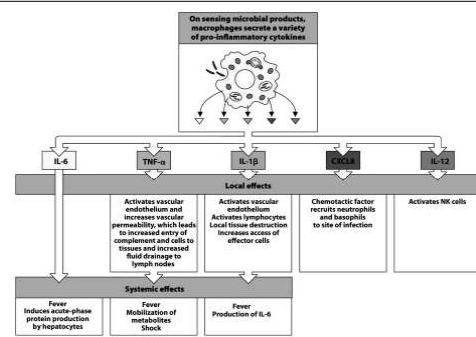 On sensing microbial products,
macrophages secrete a variety
of pro-inflammatory cytokines
IL-6
TNF-α
IL-1β
CXCL8
IL-12
Local effects
Activates vascular
endothelium and
increases vascular
permeability, which leads
to increased entry of
complement and cells to
tissues and increased
fluid drainage to
lymph nodes
Activates vascular
endothelium
Activates lymphocytes
Local tissue destruction
Increases access of
effector cells
Chemotactic factor
recruits neutrophils
and basophils
to site of infection
Activates NK cells
Systemic effects
Fever
Induces acute-phase
protein production
by hepatocytes
Fever
Mobilization of
metabolites
Shock
Fever
Production of IL-6